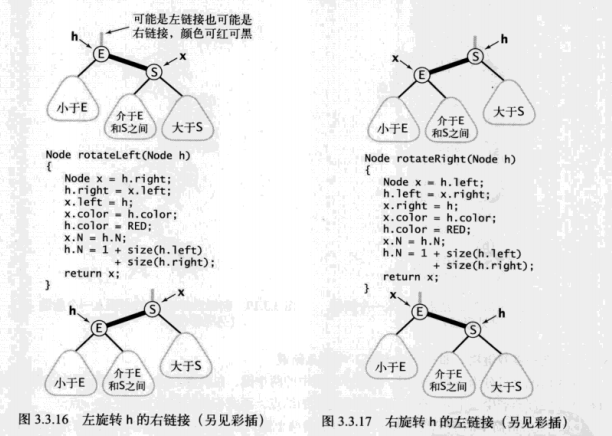 可能是左链接也可能是
右链接，颜色可红可黑
h
E
S
x
小于E
介于E
和S之间
大于S
Node rotateLeft(Node h)
{
Node x = h.right;
h.right = x.left;
x.left = h;
x.color = h.color;
h.color = RED;
x.N = h.N;
h.N = 1 + size(h.left)
+ size(h.right);
return x;
}
x
h
S
E
小于E
介于E
和S之间
大于S
图 3.3.16 左旋转 h 的右链接（另见彩插）
h
x
S
E
小于E
介于E
和S之间
大于S
Node rotateRight(Node h)
{
Node x = h.left;
h.left = x.right;
x.right = h;
x.color = h.color;
h.color = RED;
x.N = h.N;
h.N = 1 + size(h.left)
+ size(h.right);
return x;
}
x
E
h
S
小于E
介于E
和S之间
大于S
图 3.3.17 右旋转 h 的左链接（另见彩插）